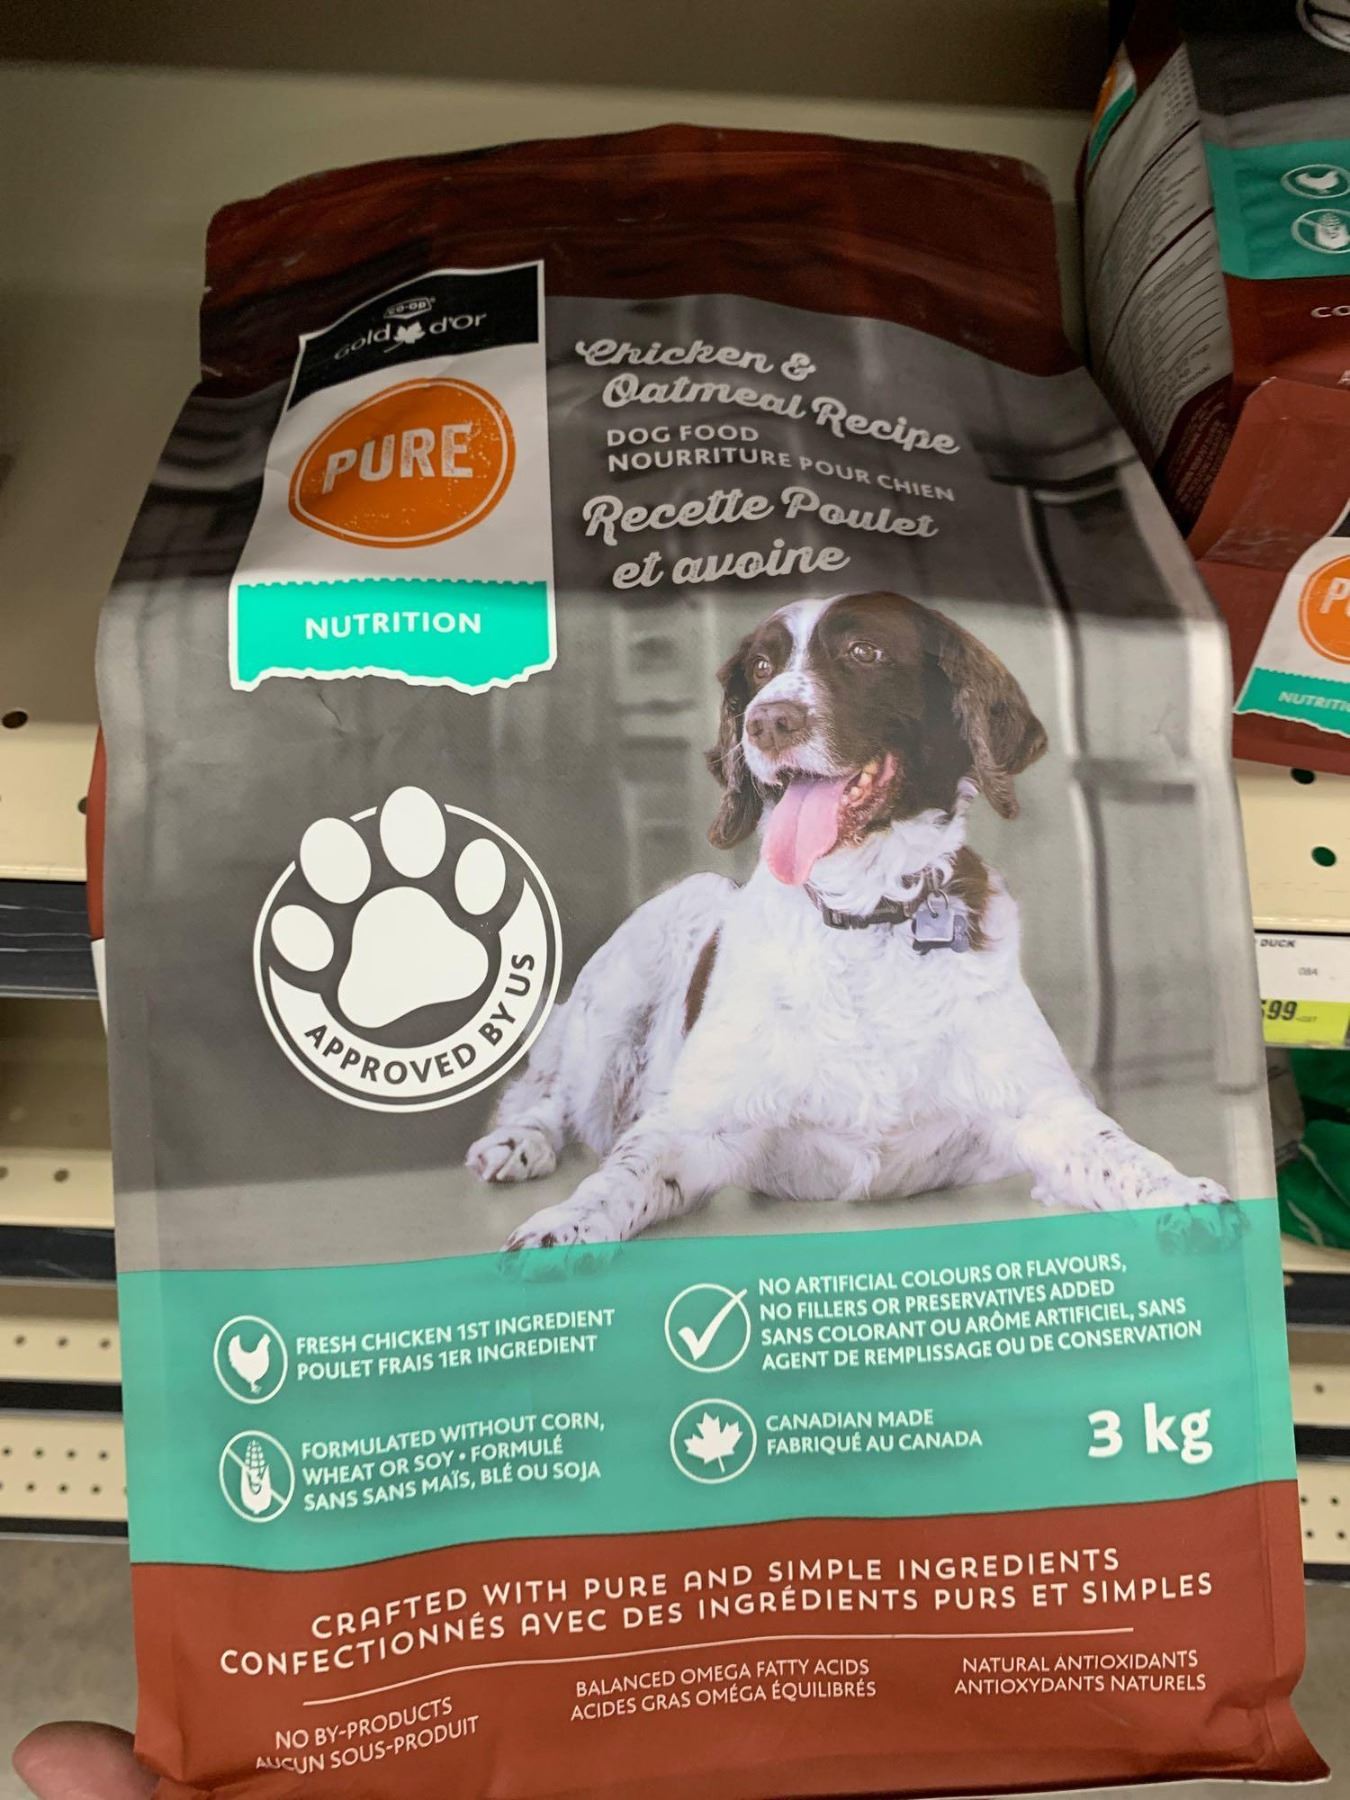 CO-OP
Gold d'Or
PURE
NUTRITION
Chicken &
Oatmeal Recipe
DOG FOOD
NOURRITURE POUR CHIEN
Recette Poulet
et avoine
APPROVED BY US
FRESH CHICKEN 1ST INGREDIENT
POULET FRAIS 1ER INGREDIENT
FORMULATED WITHOUT CORN,
WHEAT OR SOY • FORMULÉ
SANS SANS MAÏS, BLÉ OU SOJA
NO ARTIFICIAL COLOURS OR FLAVOURS,
NO FILLERS OR PRESERVATIVES ADDED
SANS COLORANT OU ARÔME ARTIFICIEL, SANS
AGENT DE REMPLISSAGE OU DE CONSERVATION
CANADIAN MADE
FABRIQUÉ AU CANADA
3 kg
CRAFTED WITH PURE AND SIMPLE INGREDIENTS
CONFECTIONNÉS AVEC DES INGRÉDIENTS PURS ET SIMPLES
NO BY-PRODUCTS
AUCUN SOUS-PRODUIT
BALANCED OMEGA FATTY ACIDS
ACIDES GRAS OMÉGA ÉQUILIBRÉS
NATURAL ANTIOXIDANTS
ANTIOXYDANTS NATURELS
DUCK
99